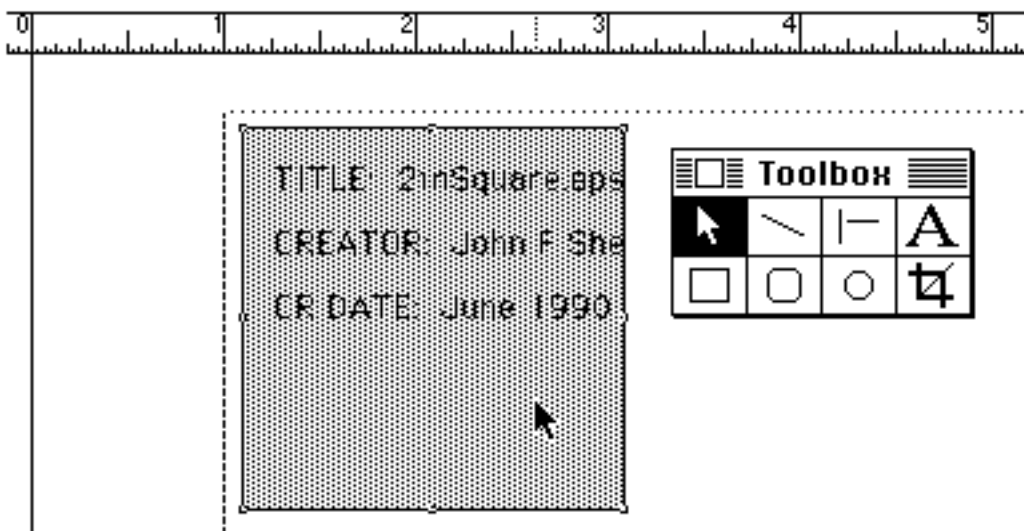 0 1 2 3 4 5
TITLE: 2inSquare.eps
CREATOR: John F She
CR DATE: June 1990
Toolbox
A